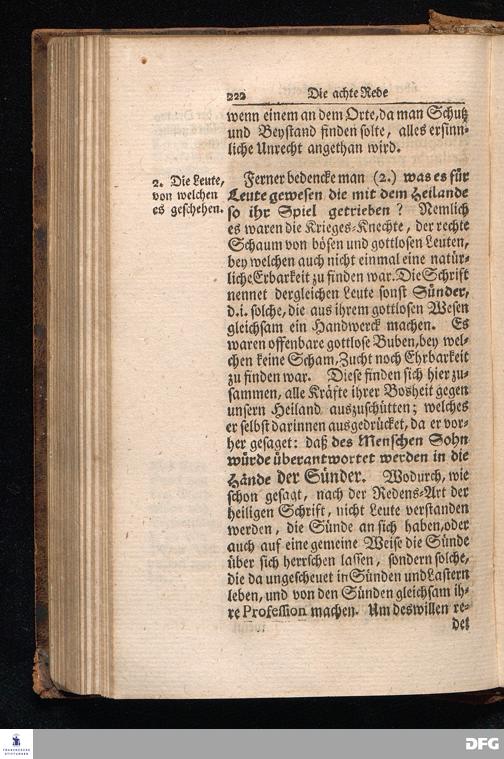 222 Die achte Rede
wenn einem an dem Orte, da man Schutz
und Beystand finden solte, alles ersinn-
liche Unrecht angethan wird.
2. Die Leute,
von welchen
es geschehen.
Ferner bedencke man (2.) was es für
Leute gewesen die mit dem Heilande
so ihr Spiel getrieben? Nemlich
es waren die Krieges-Knechte, der rechte
Schaum von bösen und gottlosen Leuten,
bey welchen auch nicht einmal eine natür-
liche Erbarkeit zu finden war. Die Schrift
nennet dergleichen Leute sonst Sünder,
d. i. solche, die aus ihrem gottlosen Wesen
gleichsam ein Handwerck machen. Es
waren offenbare gottlose Buben, bey wel-
chen keine Scham, Zucht noch Ehrbarkeit
zu finden war. Diese finden sich hier zu-
sammen, alle Kräfte ihrer Bosheit gegen
unsern Heiland auszuschütten; welches
er selbst darinnen ausgedrücket, da er vor-
her gesaget: daß des Menschen Sohn
würde überantwortet werden in die
Hände der Sünder. Wodurch, wie
schon gesagt, nach der Redens-Art der
heiligen Schrift, nicht Leute verstanden
werden, die Sünde an sich haben, oder
auch auf eine gemeine Weise die Sünde
über sich herrschen lassen, sondern solche,
die da ungescheuet in Sünden und Lastern
leben, und von den Sünden gleichsam ih-
re Profession machen. Um deswillen re-
det
FRANCKESCHE
STIFTUNGEN
DFG